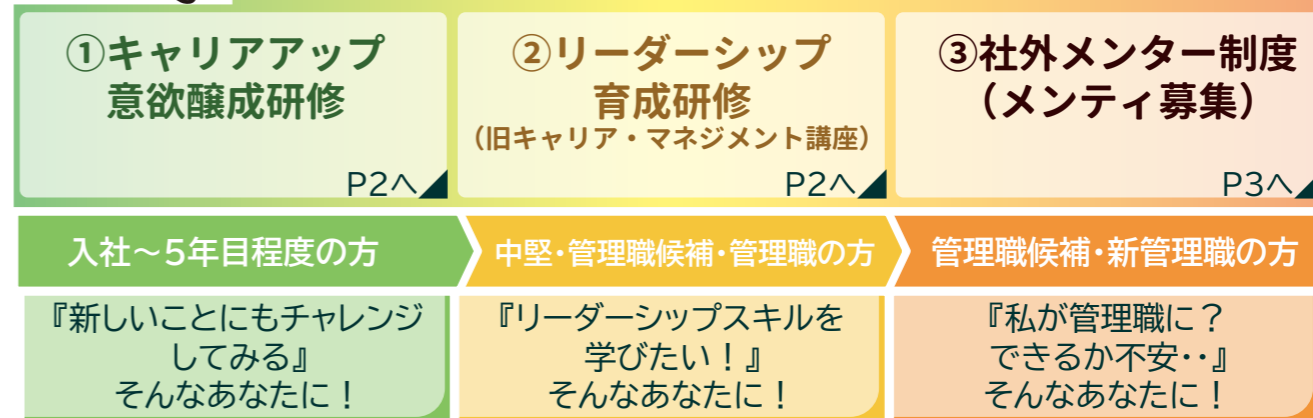 ①キャリアアップ
意欲醸成研修
P2へ
②リーダーシップ
育成研修
（旧キャリア・マネジメント講座）
P2へ
③社外メンター制度
（メンティ募集）
P3へ
入社～5年目程度の方
中堅・管理職候補・管理職の方
管理職候補・新管理職の方
『新しいことにもチャレンジ
してみる』
そんなあなたに！
『リーダーシップスキルを
学びたい！』
そんなあなたに！
『私が管理職に？
できるか不安・・』
そんなあなたに！